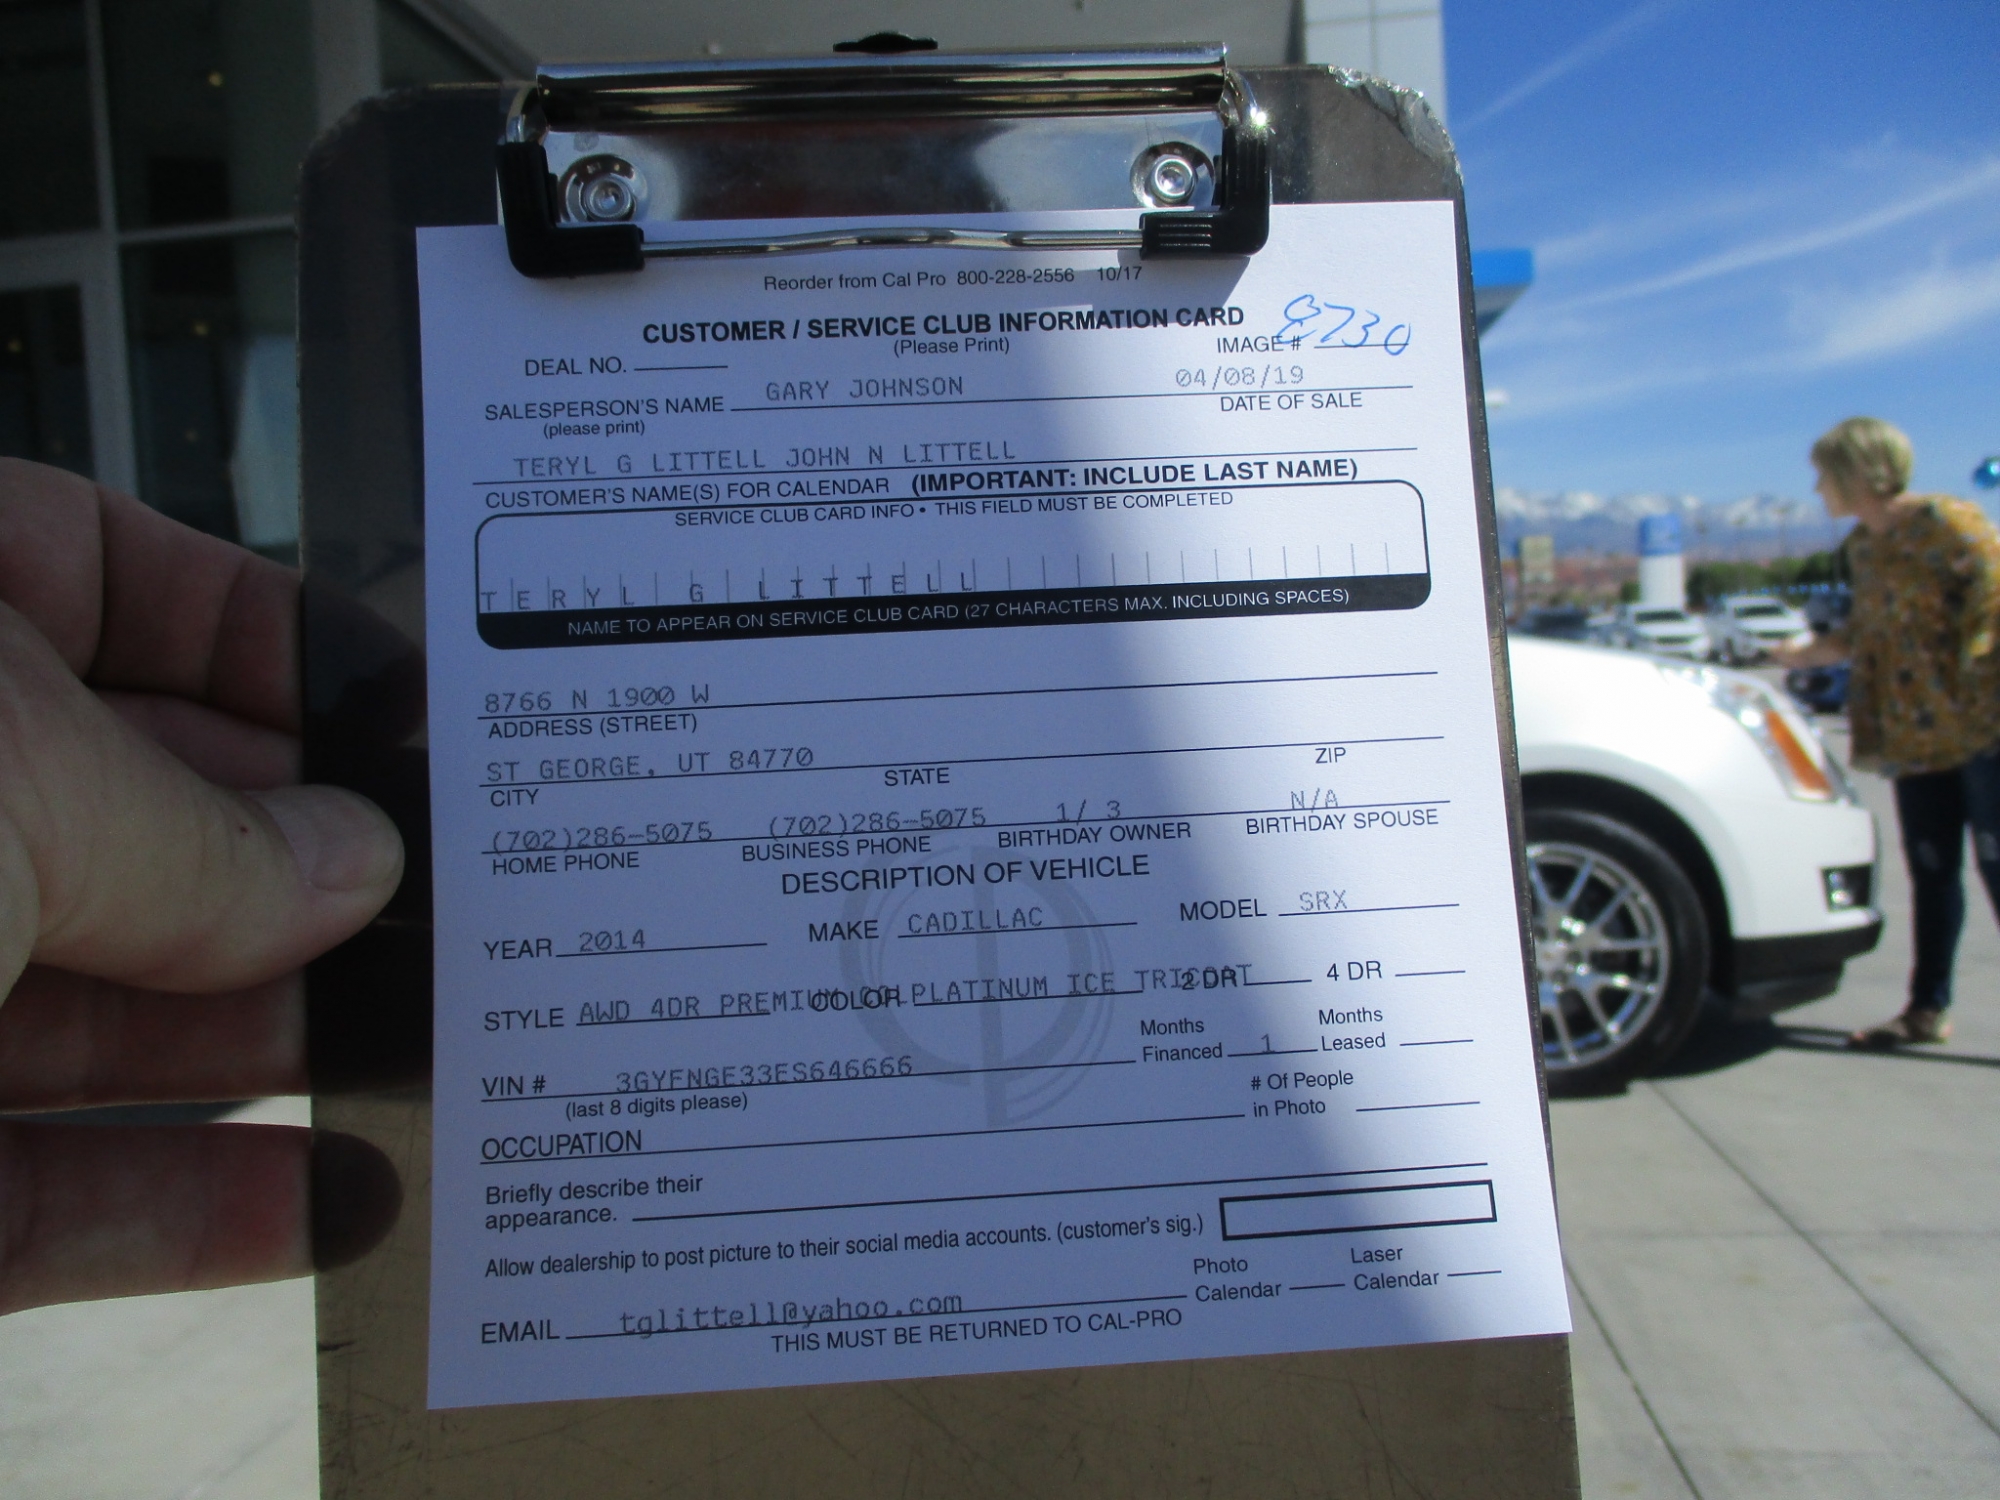 Reorder from Cal Pro 800-228-2556 10/17
CUSTOMER / SERVICE CLUB INFORMATION CARD
(Please Print)
IMAGE # 8730
DEAL NO.
GARY JOHNSON 04/08/19
SALESPERSON'S NAME DATE OF SALE
(please print)
TERYL G LITTELL JOHN N LITTELL
CUSTOMER'S NAME(S) FOR CALENDAR (IMPORTANT: INCLUDE LAST NAME)
SERVICE CLUB CARD INFO • THIS FIELD MUST BE COMPLETED
TERYL G LITTELL
NAME TO APPEAR ON SERVICE CLUB CARD (27 CHARACTERS MAX. INCLUDING SPACES)
8766 N 1900 W
ADDRESS (STREET)
ST GEORGE, UT 84770
CITY STATE ZIP
(702)286-5075 (702)286-5075 1/ 3 N/A
HOME PHONE BUSINESS PHONE BIRTHDAY OWNER BIRTHDAY SPOUSE
DESCRIPTION OF VEHICLE
YEAR 2014 MAKE CADILLAC MODEL SRX
STYLE AWD 4DR PREMIUM COL COLOR PLATINUM ICE TRICOAT 2 DR 4 DR
VIN # 3GYFNGE33ES646666 Months Financed 1 Months Leased
(last 8 digits please)
OCCUPATION # Of People in Photo
Briefly describe their
appearance.
Allow dealership to post picture to their social media accounts. (customer's sig.)
Photo Calendar Laser Calendar
EMAIL tglittell@yahoo.com
THIS MUST BE RETURNED TO CAL-PRO